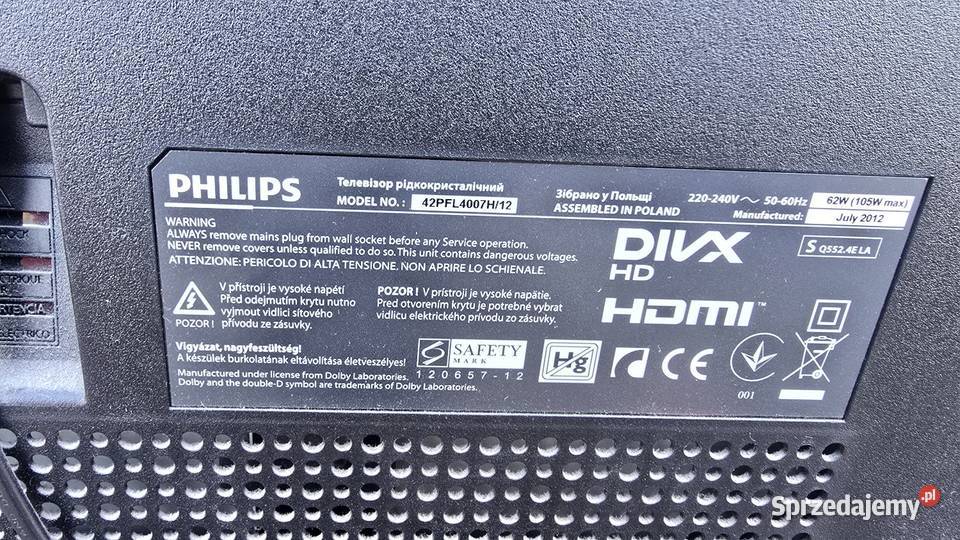 PHILIPS
Телевізор рідкокристалічний
MODEL NO.: 42PFL4007H/12
Зібрано у Польщі
ASSEMBLED IN POLAND
220-240V ~ 50-60Hz 62W (105W max)
Manufactured: July 2012
WARNING
ALWAYS remove mains plug from wall socket before any Service operation.
NEVER remove covers unless qualified to do so. This unit contains dangerous voltages.
ATTENZIONE: PERICOLO DI ALTA TENSIONE. NON APRIRE LO SCHIENALE.
DIVX
HD
S Q552.4E LA
POZOR !
V přístroji je vysoké napětí
Před odejmutím krytu nutno
vyjmout vidlici síťového
přívodu ze zásuvky.
POZOR ! V prístroji je vysoké napätie.
Pred otvorením krytu je potrebné vybrat
vidlicu elektrického prívodu zo zásuvky.
HDMI™
Vigyázat, nagyfeszültség!
A készülek burkolatának eltávolítása életveszélyes!
S SAFETY
MARK
120657-12
Hg
CE
001
Manufactured under license from Dolby Laboratories.
Dolby and the double-D symbol are trademarks of Dolby Laboratories.
Sprzedajemy.pl